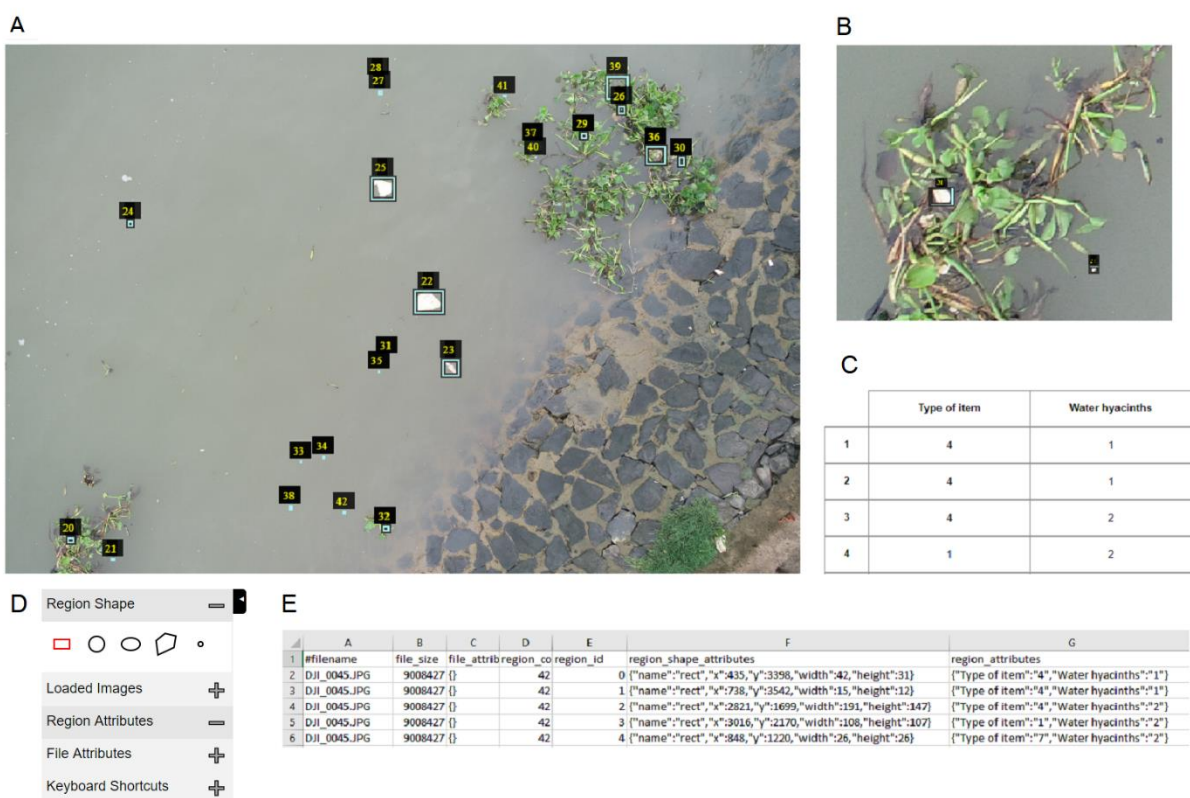 A
28
27
39
41
26
29
37
40
36
30
25
24
22
31
35
23
33
34
38
42
32
20
21
B
C
Type of item
Water hyacinths
1 4 1
2 4 1
3 4 2
4 1 2
D
Region Shape
Loaded Images
Region Attributes
File Attributes
Keyboard Shortcuts
E
A B C D E F G
1 #filename file_size file_attrib region_co region_id region_shape_attributes region_attributes
2 DJI_0045.JPG 9008427 {} 42 0 {"name":"rect","x":435,"y":3398,"width":42,"height":31} {"Type of item":"4","Water hyacinths":"1"}
3 DJI_0045.JPG 9008427 {} 42 1 {"name":"rect","x":738,"y":3542,"width":15,"height":12} {"Type of item":"4","Water hyacinths":"1"}
4 DJI_0045.JPG 9008427 {} 42 2 {"name":"rect","x":2821,"y":1699,"width":191,"height":147} {"Type of item":"4","Water hyacinths":"2"}
5 DJI_0045.JPG 9008427 {} 42 3 {"name":"rect","x":3016,"y":2170,"width":108,"height":107} {"Type of item":"1","Water hyacinths":"2"}
6 DJI_0045.JPG 9008427 {} 42 4 {"name":"rect","x":848,"y":1220,"width":26,"height":26} {"Type of item":"7","Water hyacinths":"2"}